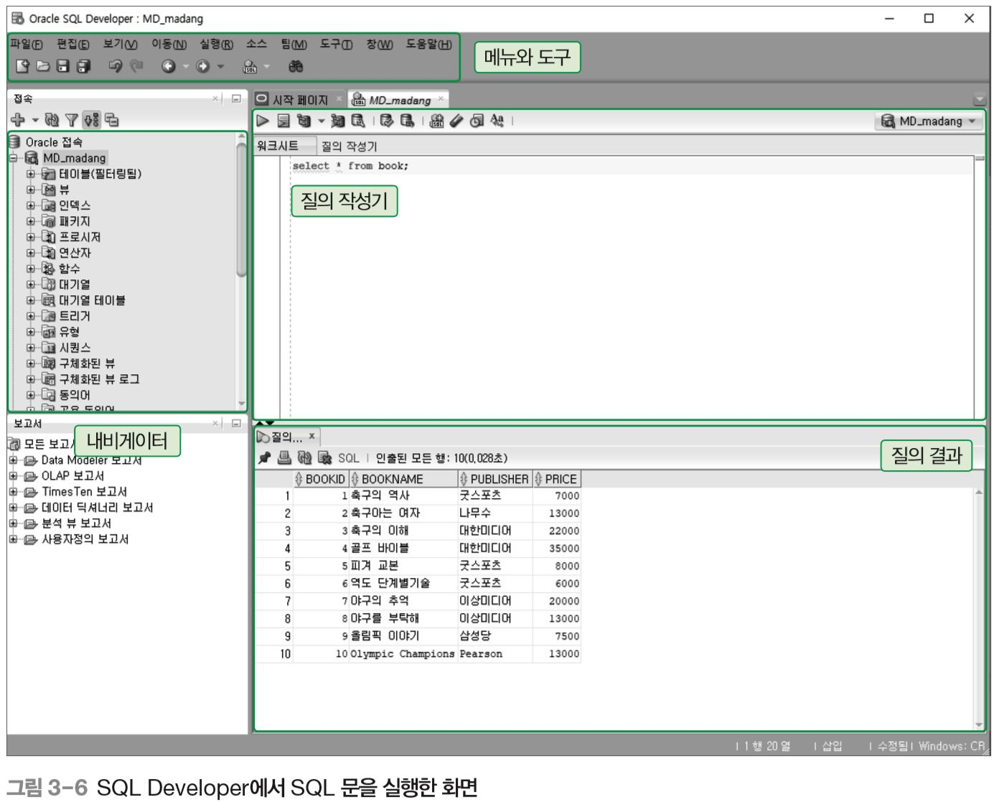 Oracle SQL Developer : MD_madang
파일(F) 편집(E) 보기(V) 이동(N) 실행(R) 소스 팀(M) 도구(T) 창(W) 도움말(H)
메뉴와 도구
접속
Oracle 접속
MD_madang
테이블(필터링됨)
뷰
인덱스
패키지
프로시저
연산자
함수
대기열
대기열 테이블
트리거
유형
시퀀스
구체화된 뷰
구체화된 뷰 로그
동의어
공용 동의어
보고서
내비게이터
모든 보고
Data Modeler 보고서
OLAP 보고서
TimesTen 보고서
데이터 딕셔너리 보고서
분석 뷰 보고서
사용자정의 보고서
시작 페이지 MD_madang
MD_madang
워크시트 질의 작성기
select * from book;
질의 작성기
질의...
SQL 인출된 모든 행: 10(0,028초)
질의 결과
BOOKID BOOKNAME PUBLISHER PRICE
1 1 축구의 역사 굿스포츠 7000
2 2 축구아는 여자 나무수 13000
3 3 축구의 이해 대한미디어 22000
4 4 골프 바이블 대한미디어 35000
5 5 피겨 교본 굿스포츠 8000
6 6 역도 단계별기술 굿스포츠 6000
7 7 야구의 추억 이상미디어 20000
8 8 야구를 부탁해 이상미디어 13000
9 9 올림픽 이야기 삼성당 7500
10 10 Olympic Champions Pearson 13000
1 행 20 열 삽입 수정됨 Windows: CR
그림 3-6 SQL Developer에서 SQL 문을 실행한 화면